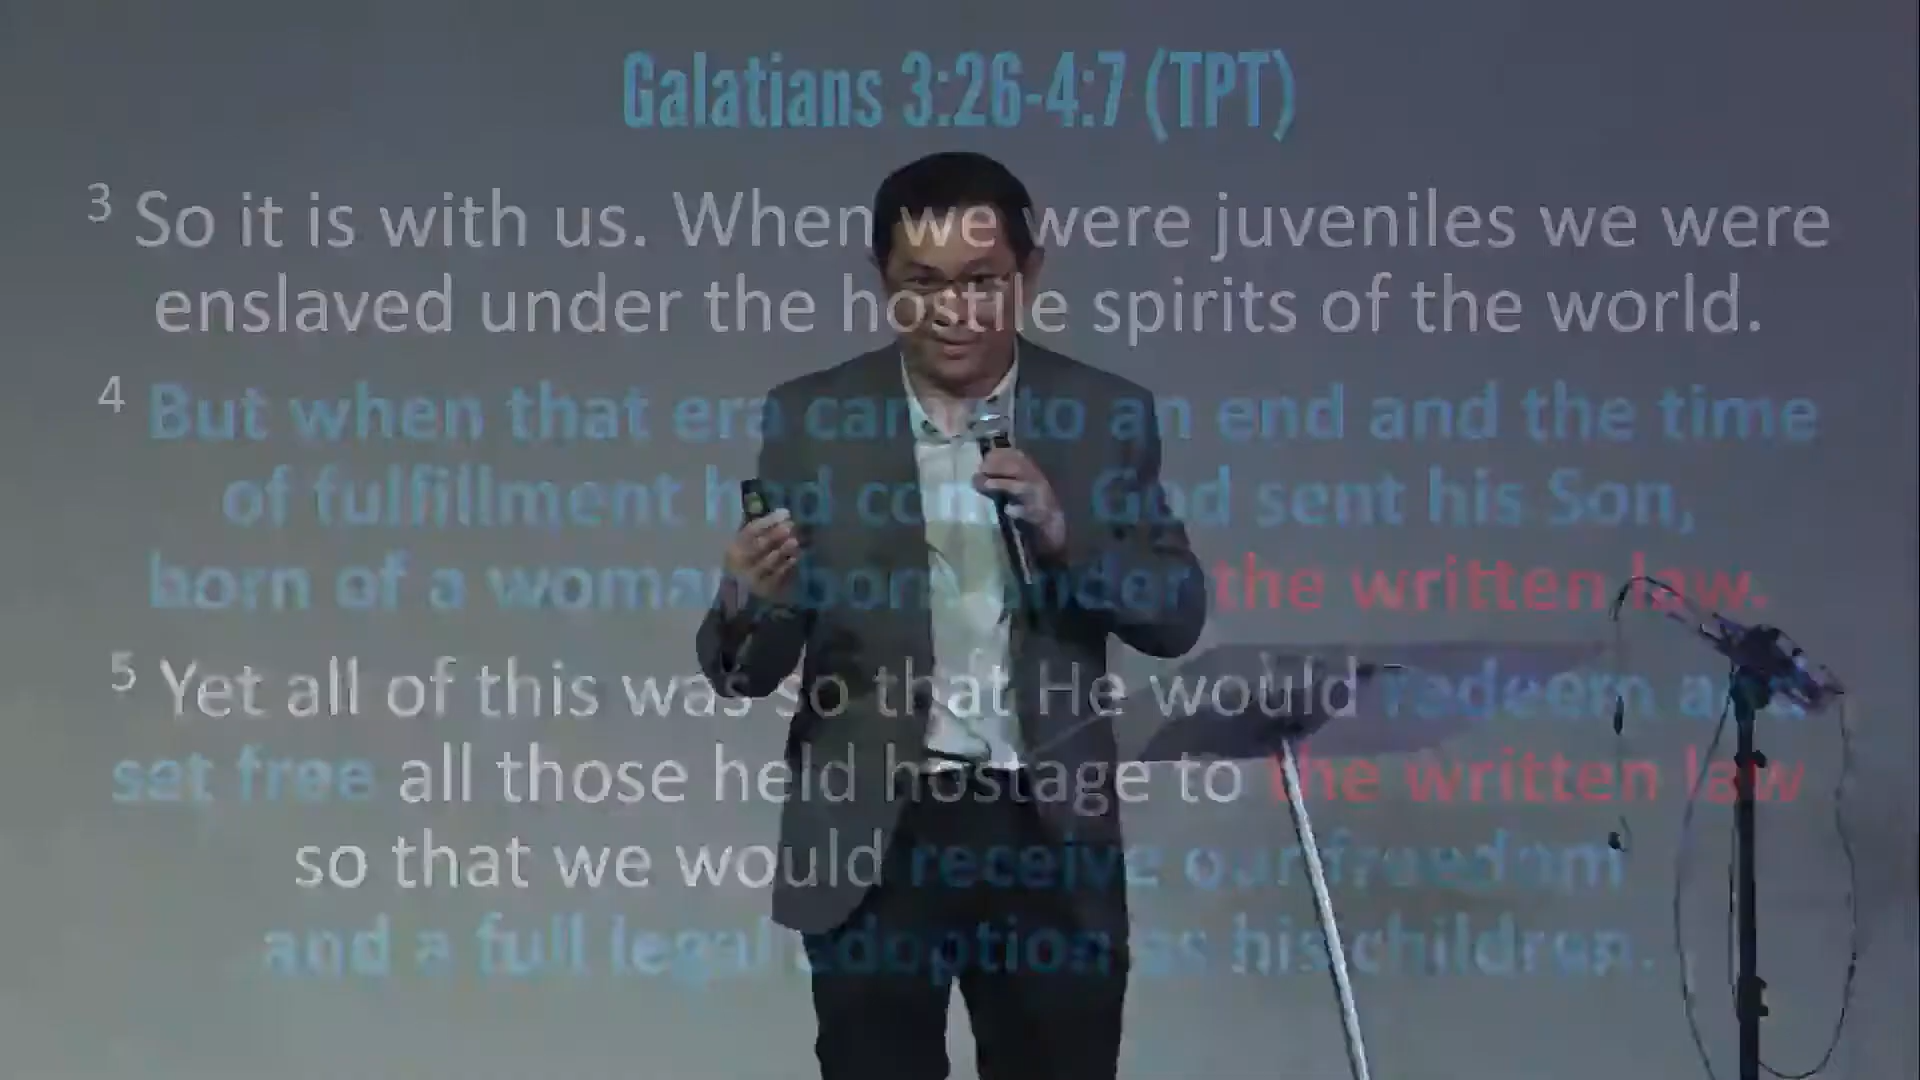 Galatians 3:26-4:7 (TPT)
3 So it is with us. When we were juveniles we were
enslaved under the hostile spirits of the world.
4 But when that era came to an end and the time
of fulfillment had come, God sent his Son,
born of a woman, born under the written law.
5 Yet all of this was so that He would redeem and
set free all those held hostage to the written law
so that we would receive our freedom
and a full legal adoption as his children.